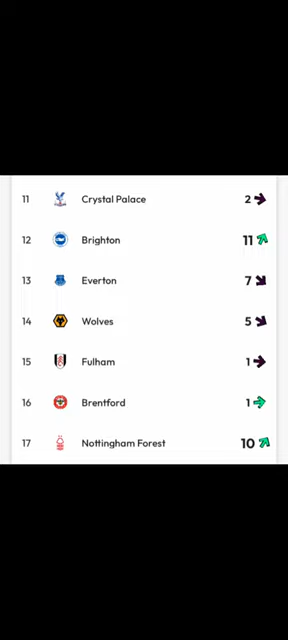 11 Crystal Palace 2
12 Brighton 11
13 Everton 7
14 Wolves 5
15 Fulham 1
16 Brentford 1
17 Nottingham Forest 10